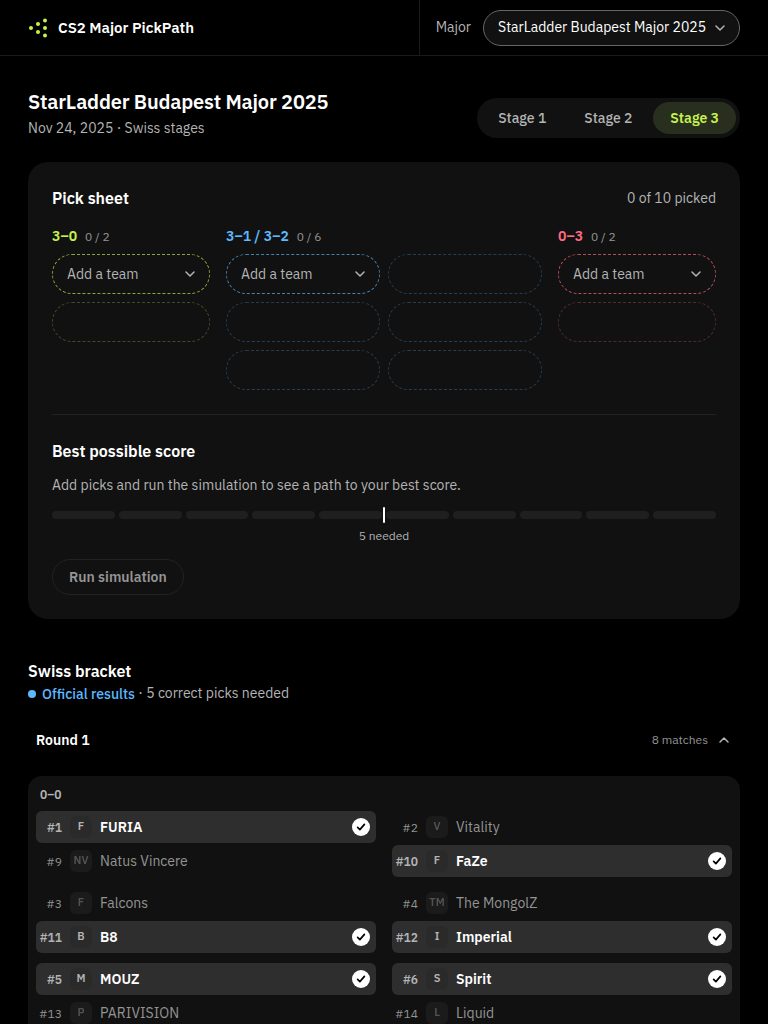 CS2 Major PickPath
Major
StarLadder Budapest Major 2025
StarLadder Budapest Major 2025
Nov 24, 2025 · Swiss stages
Stage 1
Stage 2
Stage 3
Pick sheet
0 of 10 picked
3–0 0 / 2
3–1 / 3–2 0 / 6
0–3 0 / 2
Add a team
Add a team
Add a team
Best possible score
Add picks and run the simulation to see a path to your best score.
5 needed
Run simulation
Swiss bracket
Official results · 5 correct picks needed
Round 1
8 matches
0–0
#1 F FURIA
#9 NV Natus Vincere
#2 V Vitality
#10 F FaZe
#3 F Falcons
#11 B B8
#4 TM The MongolZ
#12 I Imperial
#5 M MOUZ
#13 P PARIVISION
#6 S Spirit
#14 L Liquid